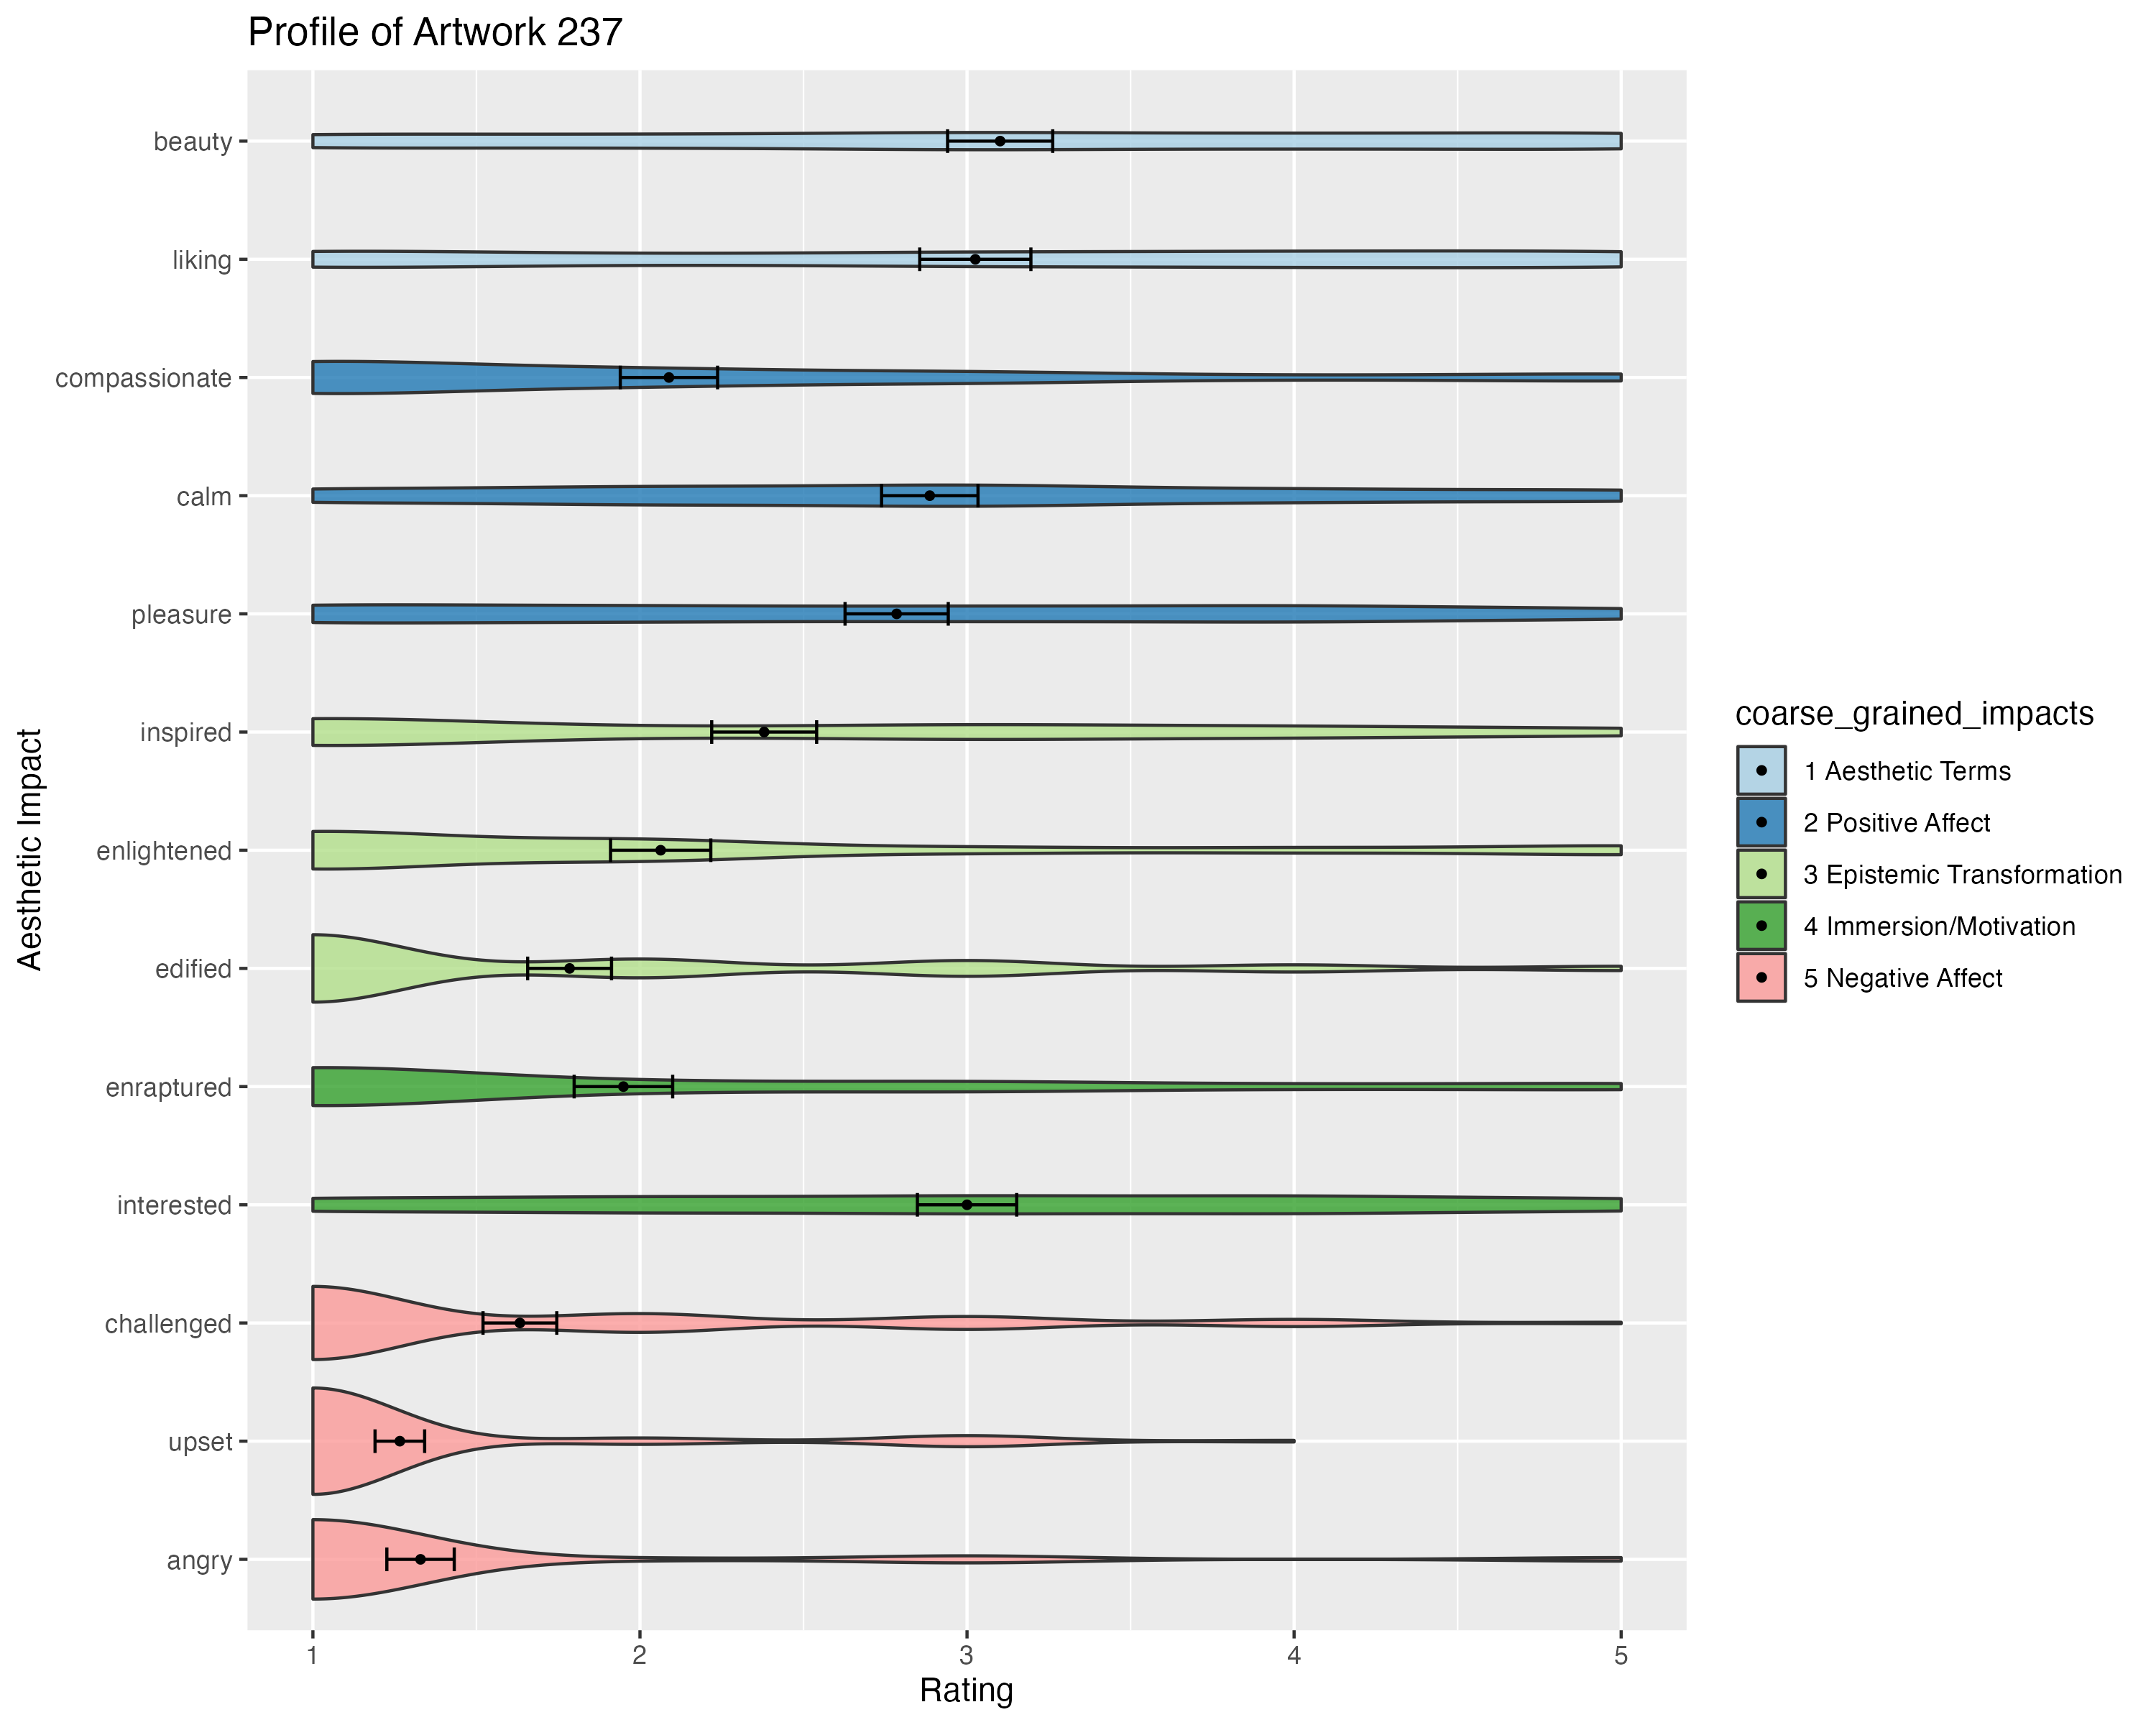 Profile of Artwork 237
Aesthetic Impact
beauty
liking
compassionate
calm
pleasure
inspired
enlightened
edified
enraptured
interested
challenged
upset
angry
1 2 3 4 5
Rating
coarse_grained_impacts
1 Aesthetic Terms
2 Positive Affect
3 Epistemic Transformation
4 Immersion/Motivation
5 Negative Affect